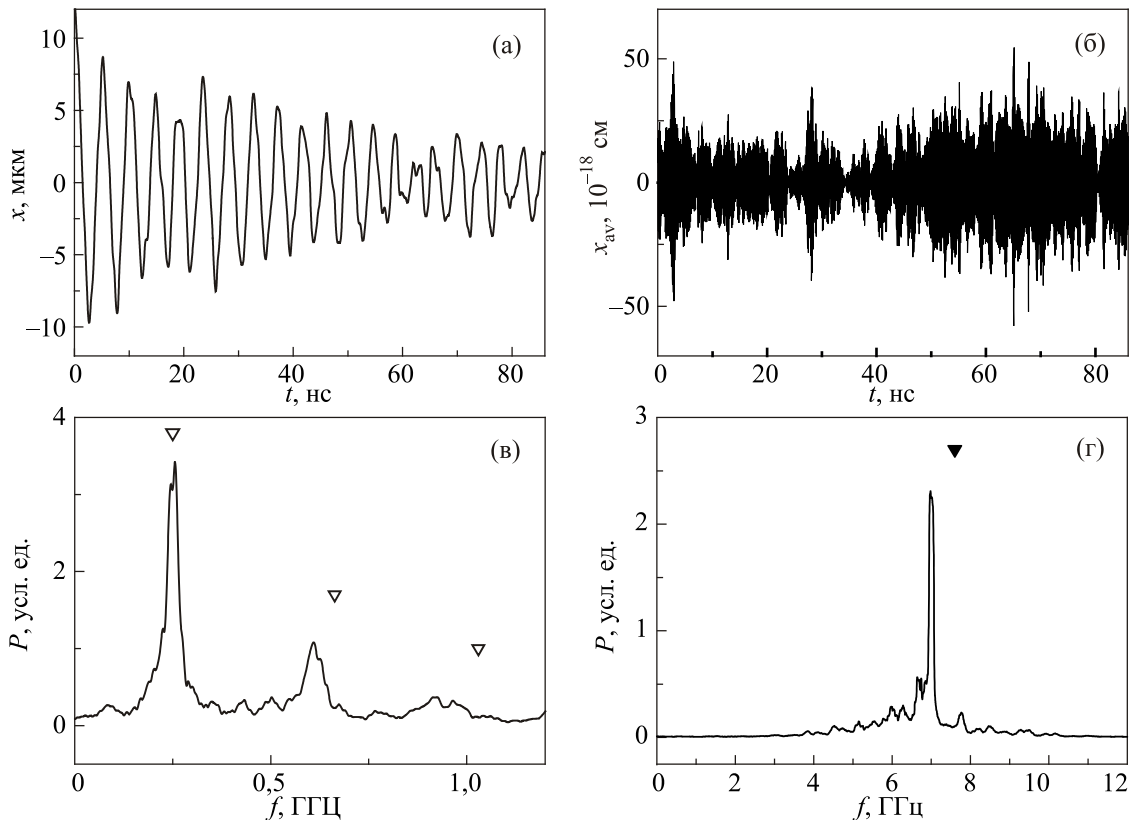 (а)
x, мкм
10
5
0
–5
–10
0 20 40 60 80
t, нс
(б)
x_av, 10^–18 см
50
0
–50
0 20 40 60 80
t, нс
(в)
P, усл. ед.
4
2
0
0 0,5 1,0
f, ГГЦ
(г)
P, усл. ед.
3
2
1
0
0 2 4 6 8 10 12
f, ГГц